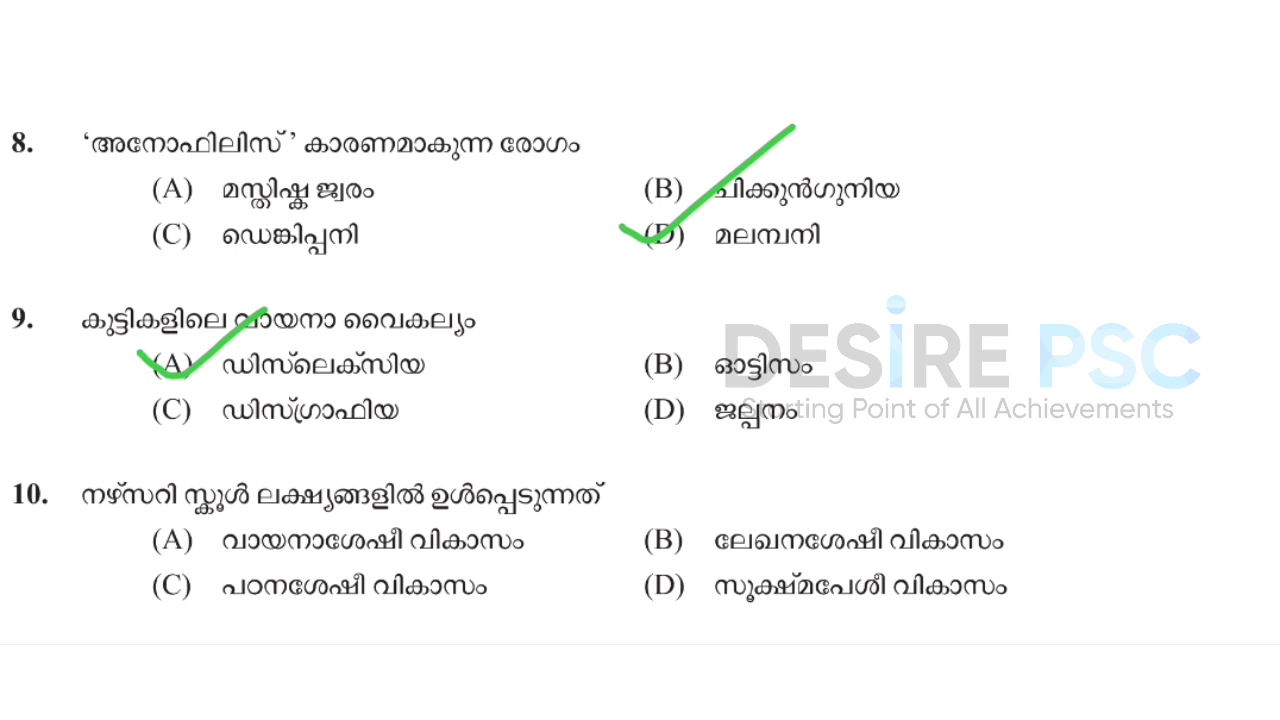 8. ‘അനോഫിലിസ്’ കാരണമാകുന്ന രോഗം
(A) മസ്തിഷ്ക ജ്വരം (B) ചിക്കുൻഗുനിയ
(C) ഡെങ്കിപ്പനി (D) മലമ്പനി
9. കുട്ടികളിലെ വായനാ വൈകല്യം
(A) ഡിസ്‌ലെക്സിയ (B) ഓട്ടിസം
(C) ഡിസ്ഗ്രാഫിയ (D) ജല്പനം
DESIRE PSC
Starting Point of All Achievements
10. നഴ്സറി സ്കൂൾ ലക്ഷ്യങ്ങളിൽ ഉൾപ്പെടുന്നത്
(A) വായനാശേഷീ വികാസം (B) ലേഖനശേഷീ വികാസം
(C) പഠനശേഷീ വികാസം (D) സൂക്ഷ്മപേശീ വികാസം